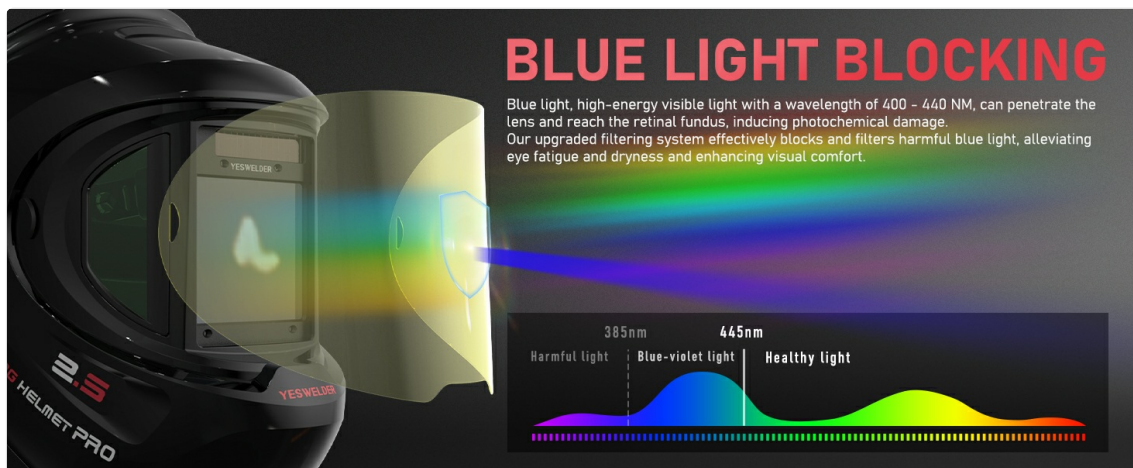 BLUE LIGHT BLOCKING
Blue light, high-energy visible light with a wavelength of 400 - 440 NM, can penetrate the
lens and reach the retinal fundus, inducing photochemical damage.
Our upgraded filtering system effectively blocks and filters harmful blue light, alleviating
eye fatigue and dryness and enhancing visual comfort.
YESWELDER
385nm
445nm
Harmful light
Blue-violet light
Healthy light
2.5
HELMET PRO
YESWELDER